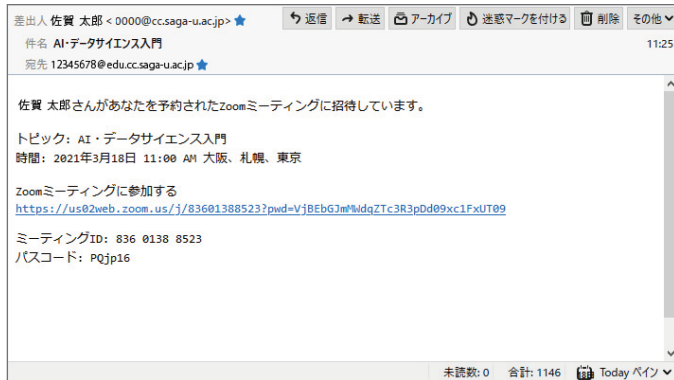 差出人 佐賀 太郎 < 0000@cc.saga-u.ac.jp> ★ 返信 転送 アーカイブ 迷惑マークを付ける 削除 その他
件名 AI・データサイエンス入門 11:25
宛先 12345678@edu.cc.saga-u.ac.jp ★
佐賀 太郎さんがあなたを予約されたZoomミーティングに招待しています。
トピック: AI・データサイエンス入門
時間: 2021年3月18日 11:00 AM 大阪、札幌、東京
Zoomミーティングに参加する
https://us02web.zoom.us/j/83601388523?pwd=VjBEbGJmMWdqZTc3R3pDd09xc1FxUT09
ミーティングID: 836 0138 8523
パスコード: PQjp16
未読数: 0 合計: 1146 Today ペイン